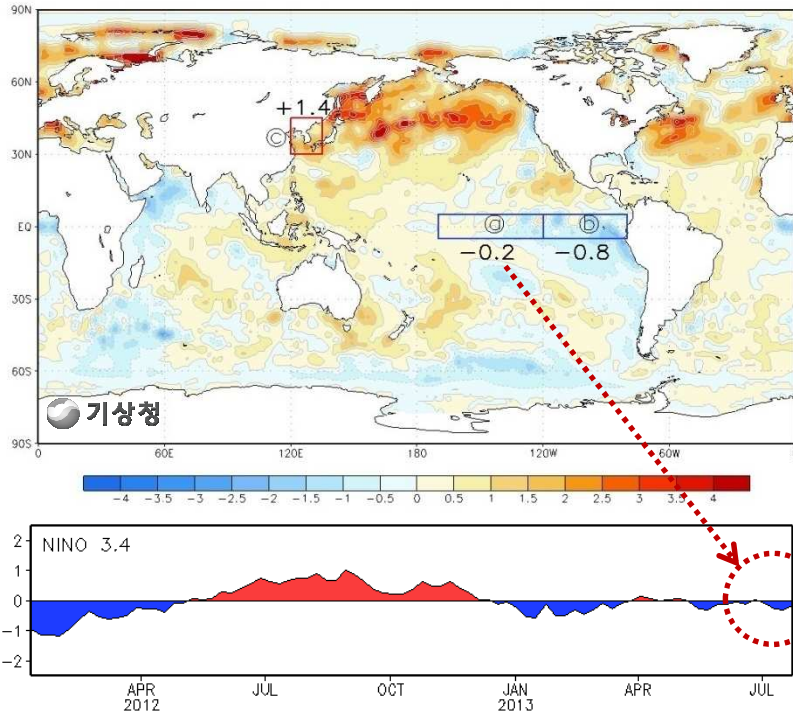 90N
60N
30N
EQ
30S
60S
90S
+1.4
ⓒ
ⓐ
ⓑ
−0.2
−0.8
기상청
0
60E
120E
180
120W
60W
−4 −3.5 −3 −2.5 −2 −1.5 −1 −0.5 0 0.5 1 1.5 2 2.5 3 3.5 4
NINO 3.4
2
1
0
−1
−2
APR
2012
JUL
OCT
JAN
2013
APR
JUL